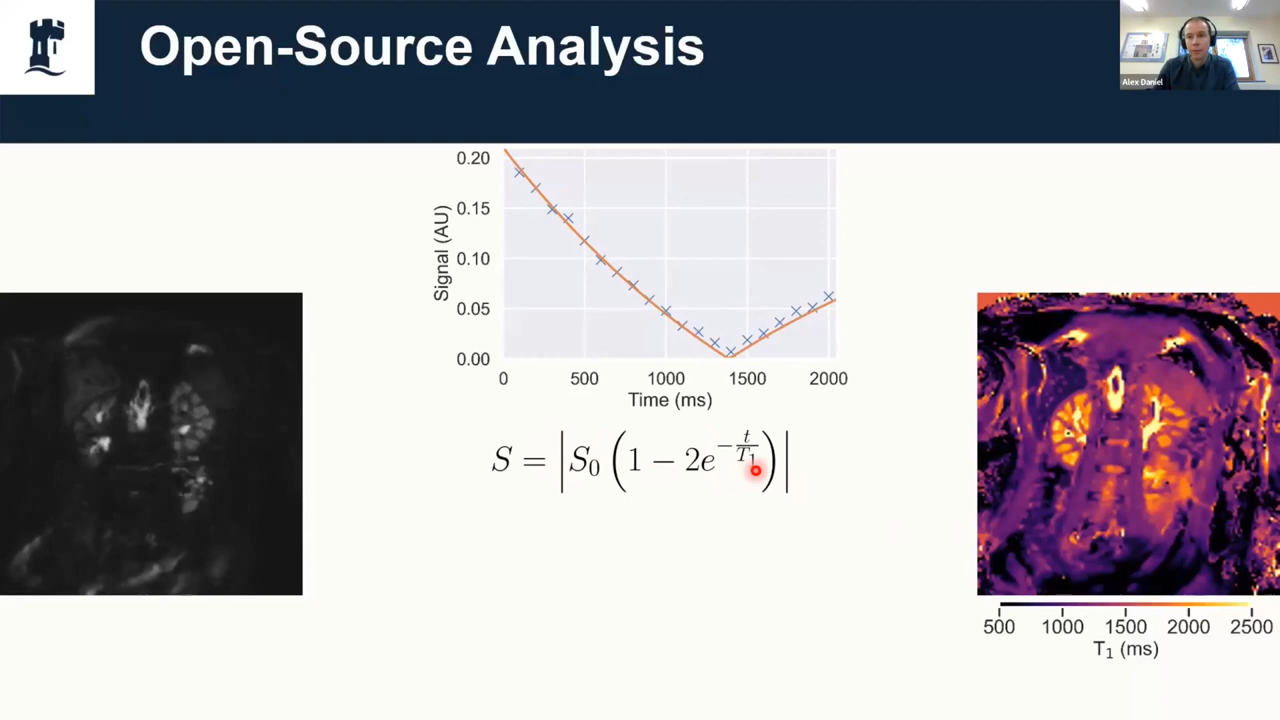 Open-Source Analysis
Alex Daniel
0.20
0.15
0.10
0.05
0.00
Signal (AU)
0 500 1000 1500 2000
Time (ms)
S = |S₀ (1 − 2e^{−t/T₁})|
500 1000 1500 2000 2500
T₁ (ms)